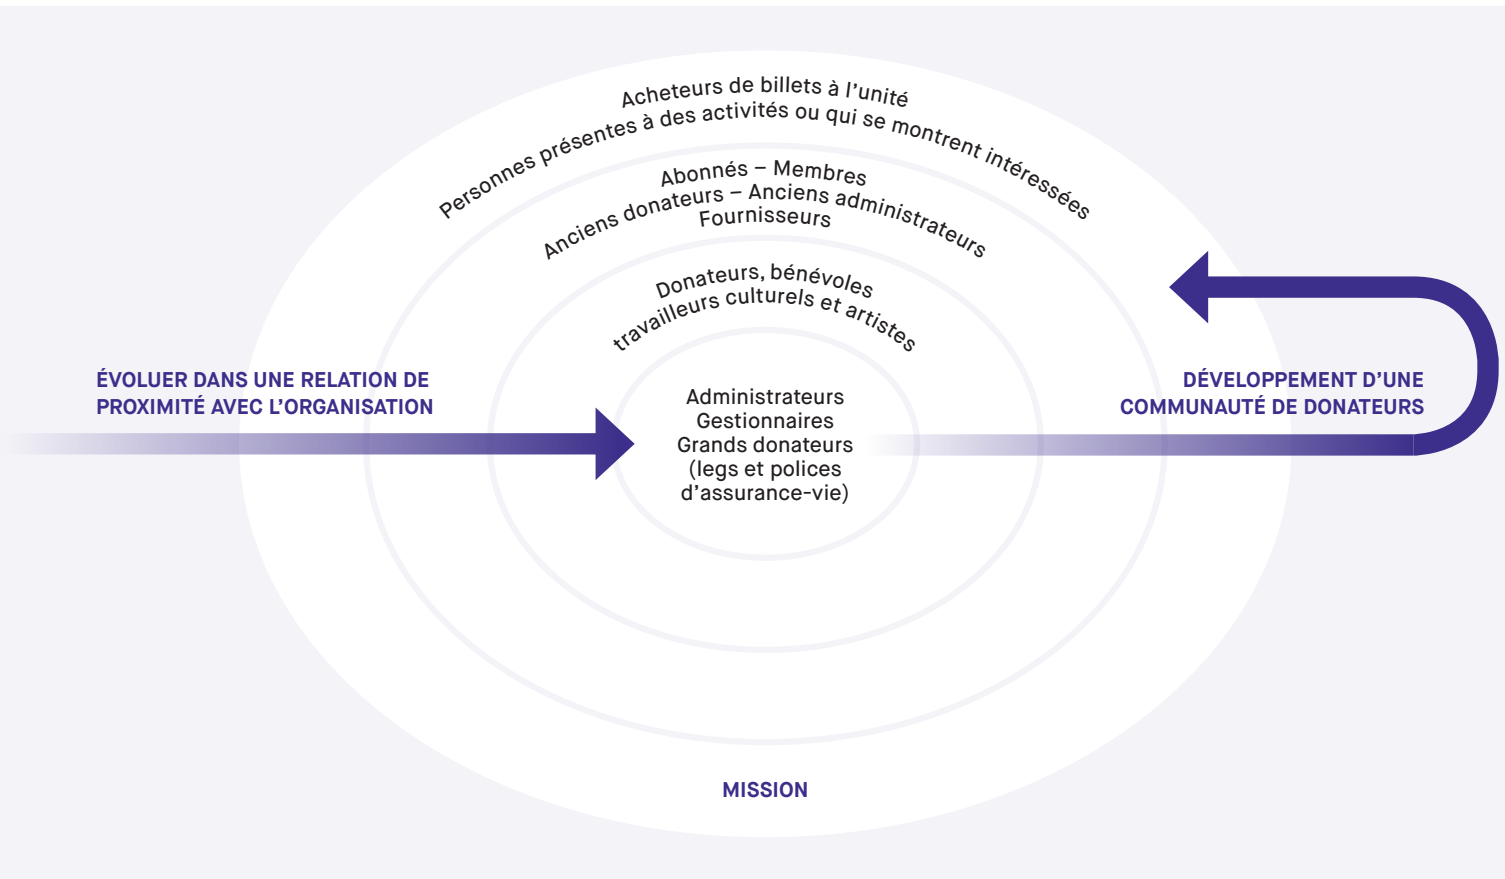 Acheteurs de billets à l’unité
Personnes présentes à des activités ou qui se montrent intéressées
Abonnés – Membres
Anciens donateurs – Anciens administrateurs
Fournisseurs
Donateurs, bénévoles
travailleurs culturels et artistes
ÉVOLUER DANS UNE RELATION DE
PROXIMITÉ AVEC L’ORGANISATION
Administrateurs
Gestionnaires
Grands donateurs
(legs et polices
d’assurance-vie)
DÉVELOPPEMENT D’UNE
COMMUNAUTÉ DE DONATEURS
MISSION